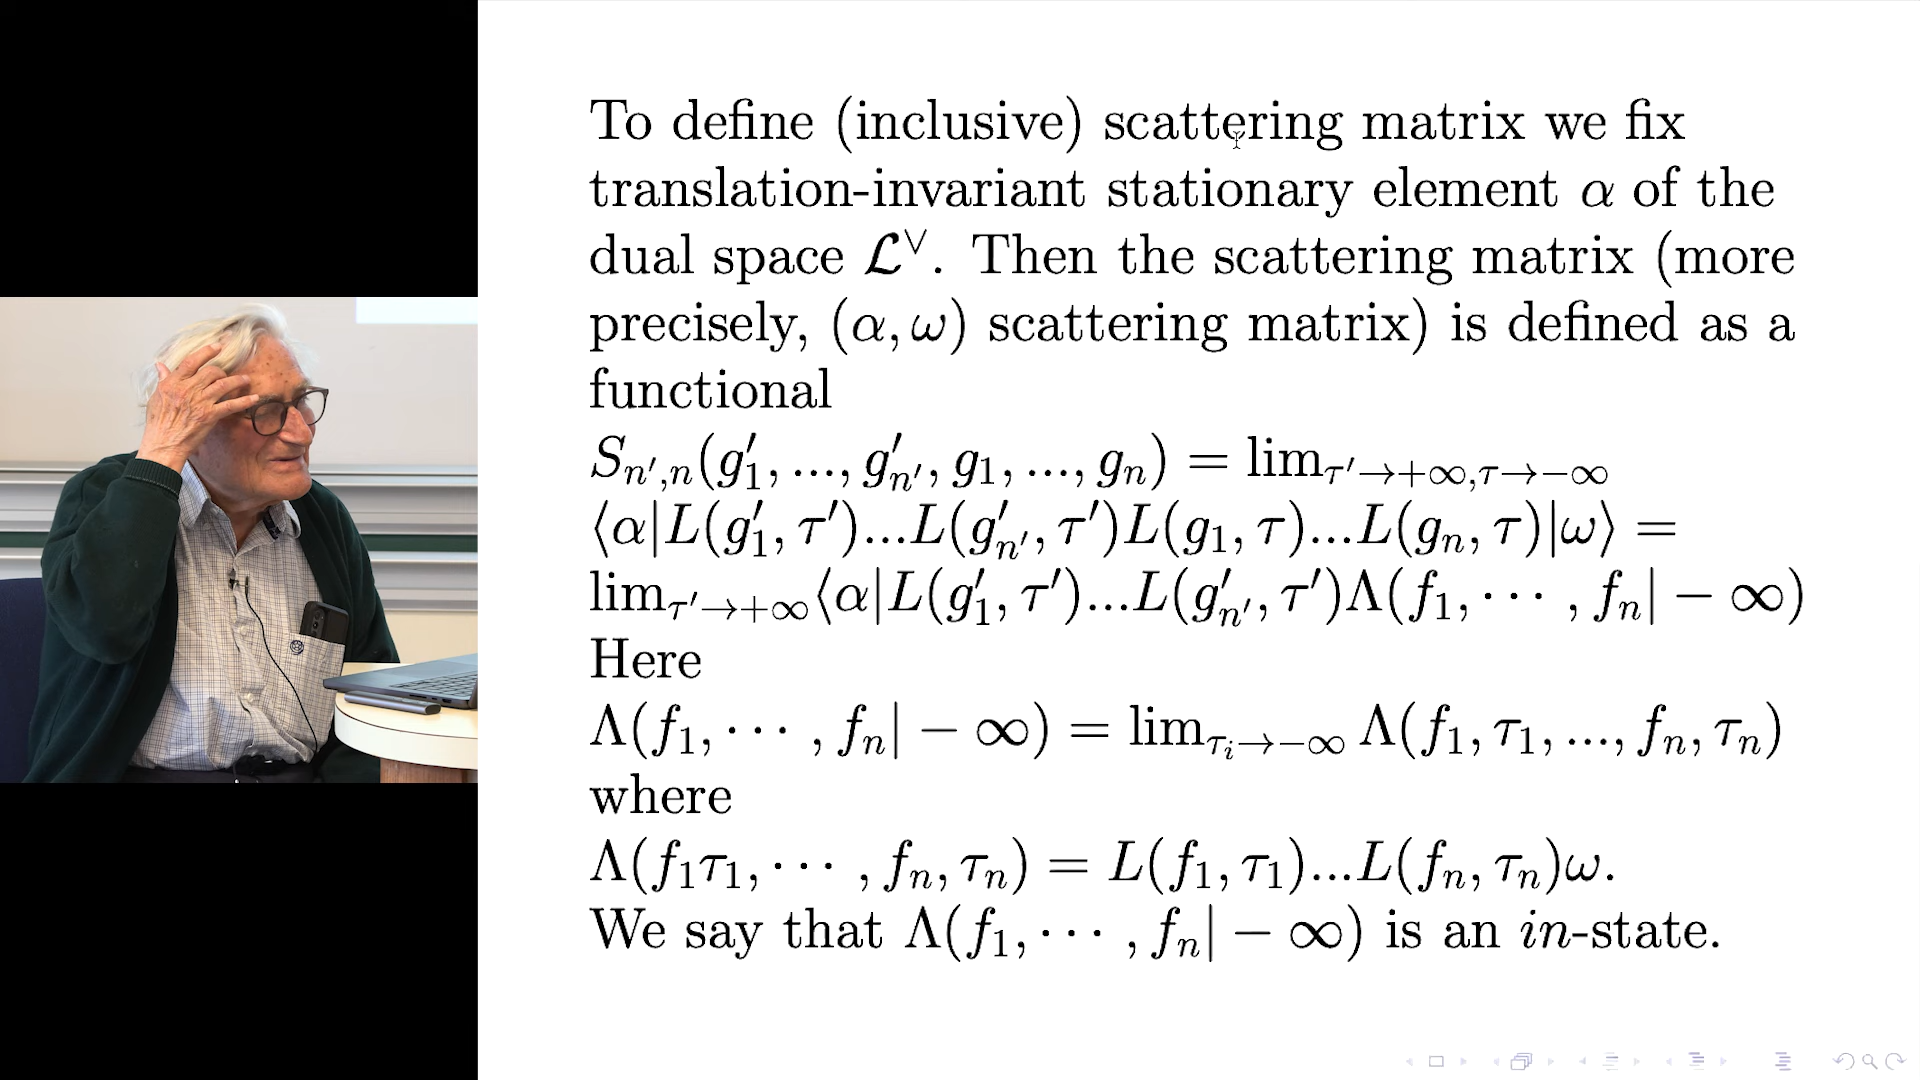 To define (inclusive) scattering matrix we fix
translation-invariant stationary element α of the
dual space 𝓛^∨. Then the scattering matrix (more
precisely, (α, ω) scattering matrix) is defined as a
functional
S_{n′,n}(g′_1, ..., g′_{n′}, g_1, ..., g_n) = lim_{τ′→+∞,τ→−∞}
⟨α|L(g′_1, τ′)...L(g′_{n′}, τ′)L(g_1, τ)...L(g_n, τ)|ω⟩ =
lim_{τ′→+∞}⟨α|L(g′_1, τ′)...L(g′_{n′}, τ′)Λ(f_1, ⋯ , f_n| − ∞)
Here
Λ(f_1, ⋯ , f_n| − ∞) = lim_{τ_i→−∞} Λ(f_1, τ_1, ..., f_n, τ_n)
where
Λ(f_1τ_1, ⋯ , f_n, τ_n) = L(f_1, τ_1)...L(f_n, τ_n)ω.
We say that Λ(f_1, ⋯ , f_n| − ∞) is an in-state.